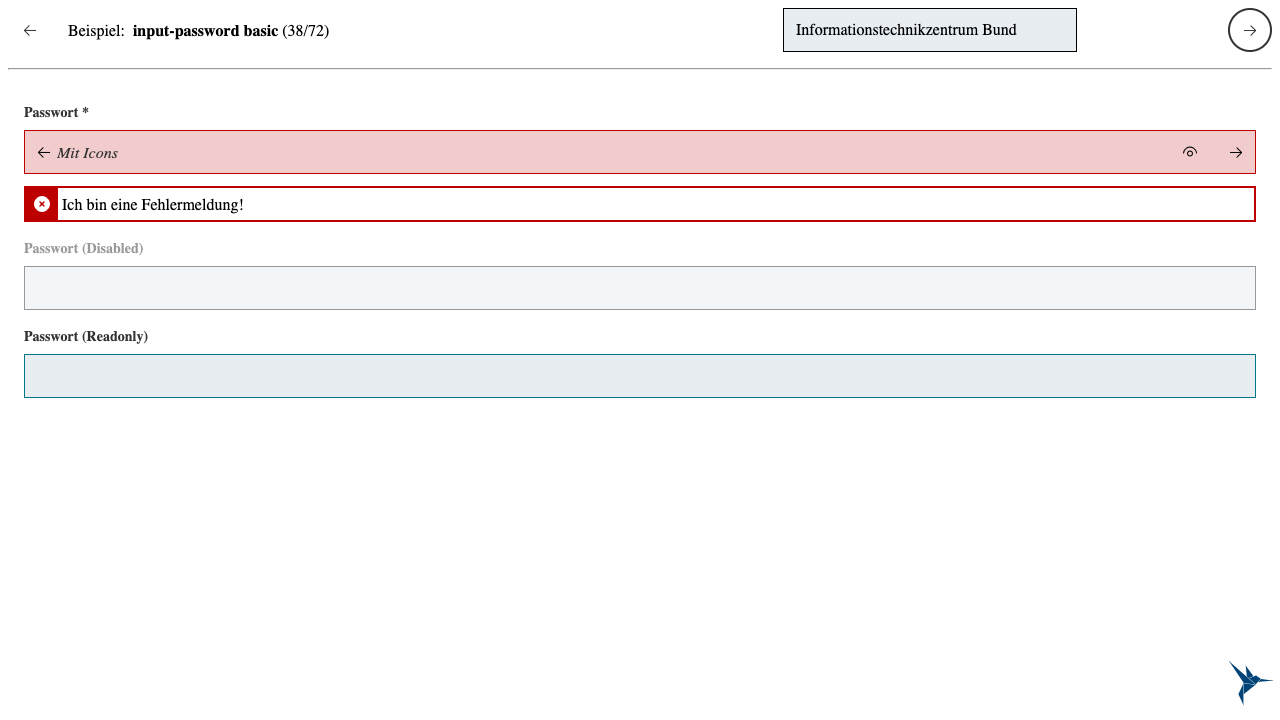 Beispiel: input-password basic (38/72)
Informationstechnikzentrum Bund
Passwort *
Mit Icons
Ich bin eine Fehlermeldung!
Passwort (Disabled)
Passwort (Readonly)